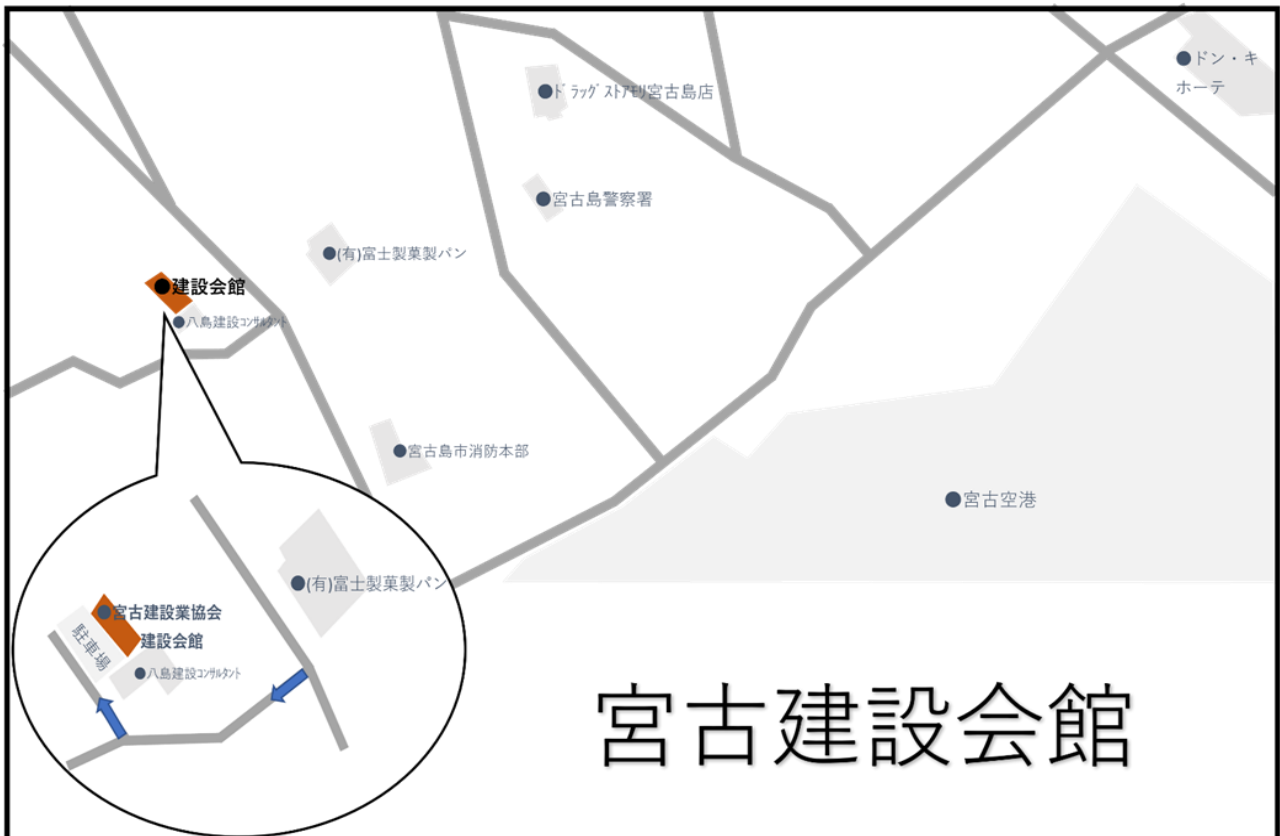 ドン・キ
ホーテ
ﾄﾞﾗｯｸﾞｽﾄｱﾓﾘ宮古島店
宮古島警察署
(有)富士製菓製パン
建設会館
八島建設ｺﾝｻﾙﾀﾝﾄ
宮古島市消防本部
宮古空港
(有)富士製菓製パン
宮古建設業協会
建設会館
駐車場
八島建設ｺﾝｻﾙﾀﾝﾄ
宮古建設会館